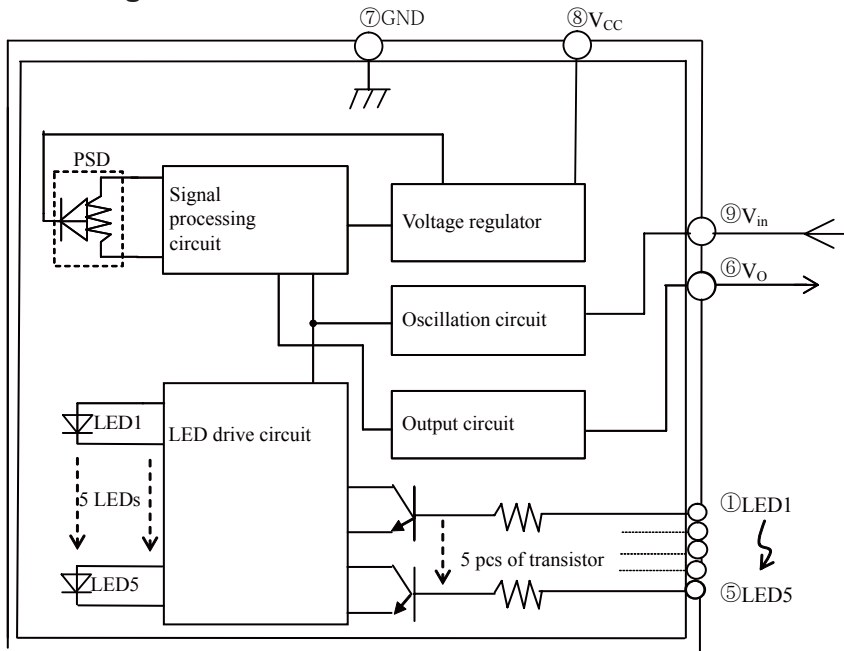 ⑦GND
⑧VCC
PSD
Signal
processing
circuit
Voltage regulator
⑨Vin
⑥VO
Oscillation circuit
Output circuit
LED1
LED drive circuit
5 LEDs
①LED1
5 pcs of transistor
LED5
⑤LED5